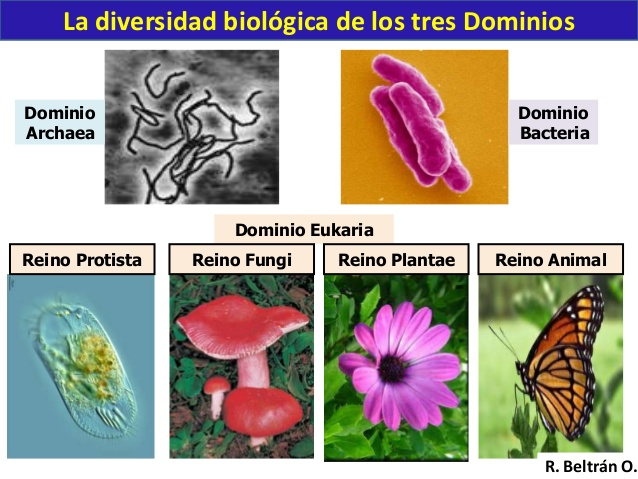 La diversidad biológica de los tres Dominios
Dominio
Archaea
Dominio
Bacteria
Dominio Eukaria
Reino Protista
Reino Fungi
Reino Plantae
Reino Animal
R. Beltrán O.